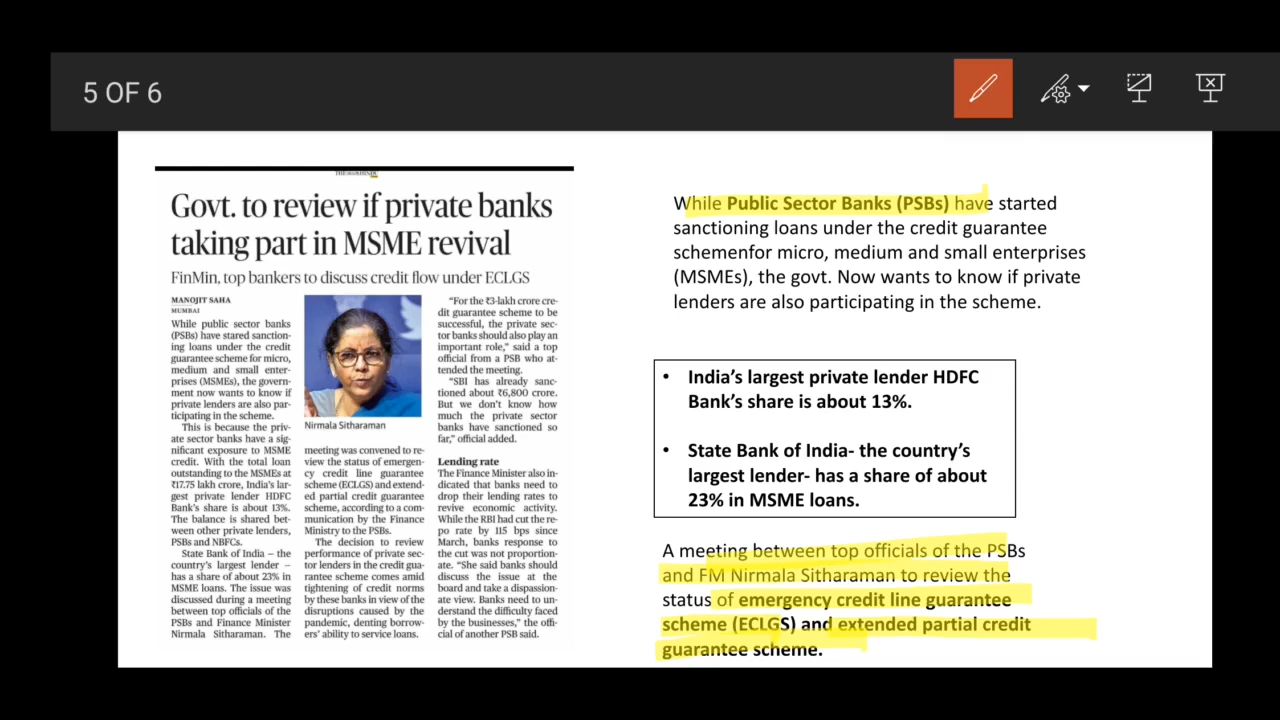 5 OF 6
THE HINDU
Govt. to review if private banks
taking part in MSME revival
FinMin, top bankers to discuss credit flow under ECLGS
MANOJIT SAHA
MUMBAI
While public sector banks
(PSBs) have stared sanction-
ing loans under the credit
guarantee scheme for micro,
medium and small enter-
prises (MSMEs), the govern-
ment now wants to know if
private lenders are also par-
ticipating in the scheme.
This is because the priv-
ate sector banks have a sig-
nificant exposure to MSME
credit. With the total loan
outstanding to the MSMEs at
₹17.75 lakh crore, India's lar-
gest private lender HDFC
Bank's share is about 13%.
The balance is shared bet-
ween other private lenders,
PSBs and NBFCs.
State Bank of India – the
country's largest lender –
has a share of about 23% in
MSME loans. The issue was
discussed during a meeting
between top officials of the
PSBs and Finance Minister
Nirmala Sitharaman. The
Nirmala Sitharaman
meeting was convened to re-
view the status of emergen-
cy credit line guarantee
scheme (ECLGS) and extend-
ed partial credit guarantee
scheme, according to a com-
munication by the Finance
Ministry to the PSBs.
The decision to review
performance of private sec-
tor lenders in the credit gua-
rantee scheme comes amid
tightening of credit norms
by these banks in view of the
disruptions caused by the
pandemic, denting borrow-
ers' ability to service loans.
"For the ₹3-lakh crore cre-
dit guarantee scheme to be
successful, the private sec-
tor banks should also play an
important role," said a top
official from a PSB who at-
tended the meeting.
"SBI has already sanc-
tioned about ₹6,800 crore.
But we don't know how
much the private sector
banks have sanctioned so
far," official added.
Lending rate
The Finance Minister also in-
dicated that banks need to
drop their lending rates to
revive economic activity.
While the RBI had cut the re-
po rate by 115 bps since
March, banks response to
the cut was not proportion-
ate. "She said banks should
discuss the issue at the
board and take a dispassion-
ate view. Banks need to un-
derstand the difficulty faced
by the businesses," the offi-
cial of another PSB said.
While Public Sector Banks (PSBs) have started
sanctioning loans under the credit guarantee
schemenfor micro, medium and small enterprises
(MSMEs), the govt. Now wants to know if private
lenders are also participating in the scheme.
• India's largest private lender HDFC
Bank's share is about 13%.
• State Bank of India- the country's
largest lender- has a share of about
23% in MSME loans.
A meeting between top officials of the PSBs
and FM Nirmala Sitharaman to review the
status of emergency credit line guarantee
scheme (ECLGS) and extended partial credit
guarantee scheme.